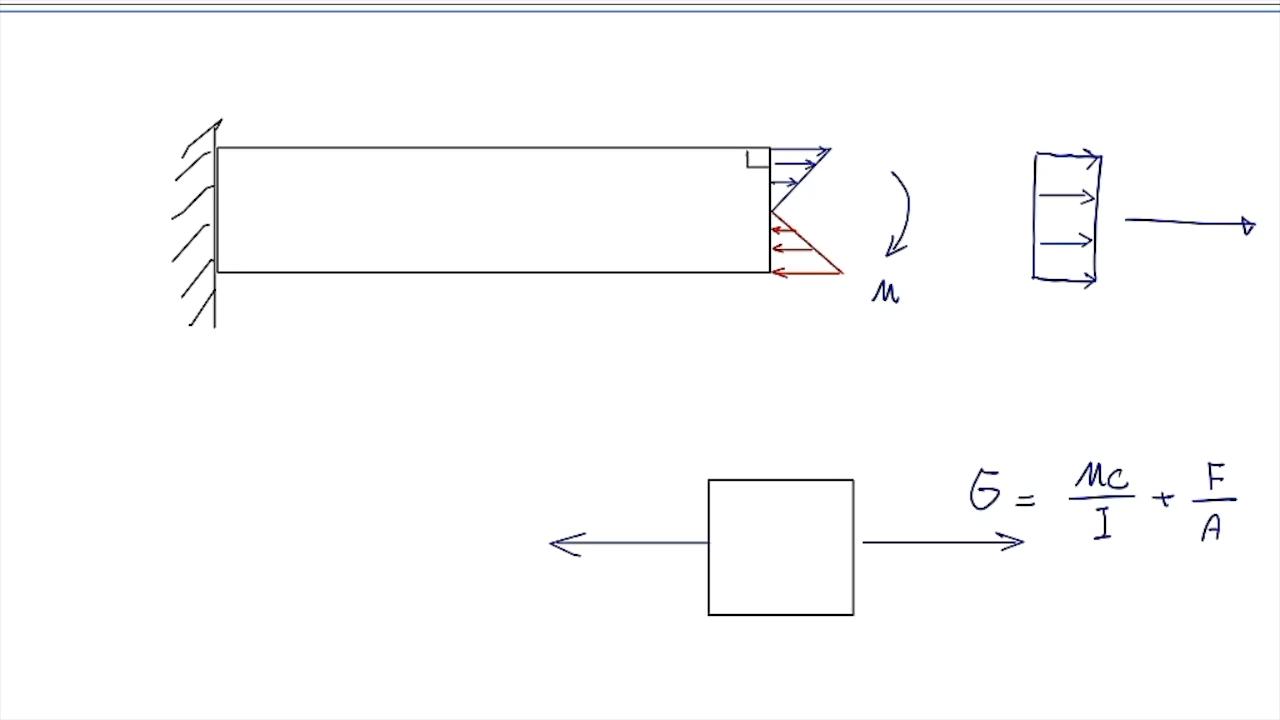 M
σ = Mc/I + F/A